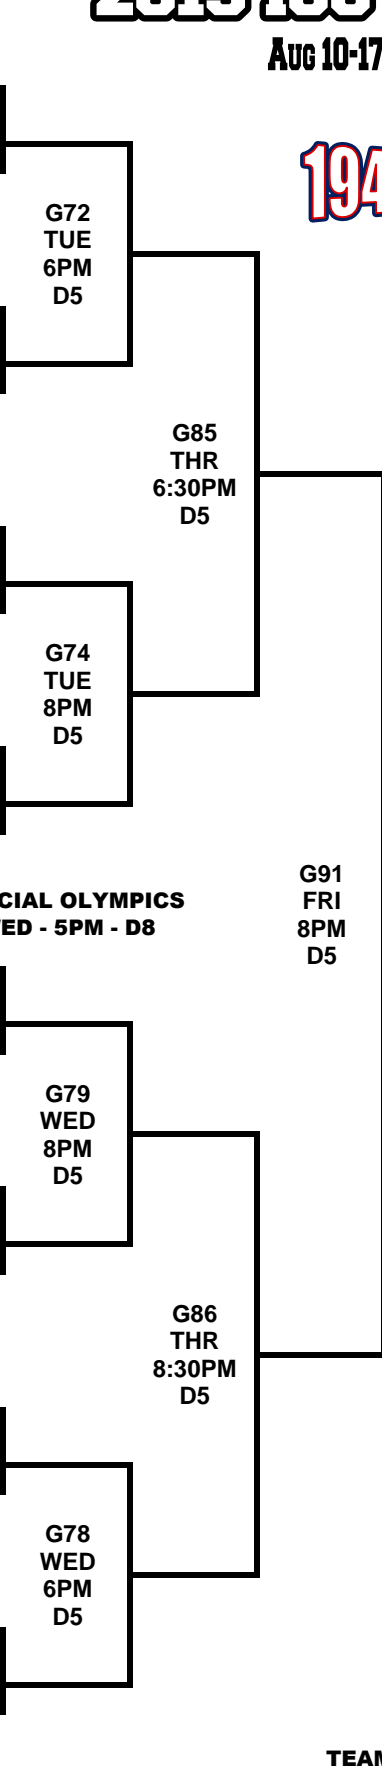 Aug 10-17
G72
TUE
6PM
D5
G85
THR
6:30PM
D5
G74
TUE
8PM
D5
G91
FRI
8PM
D5
CIAL OLYMPICS
ED - 5PM - D8
G79
WED
8PM
D5
G86
THR
8:30PM
D5
G78
WED
6PM
D5
TEAM